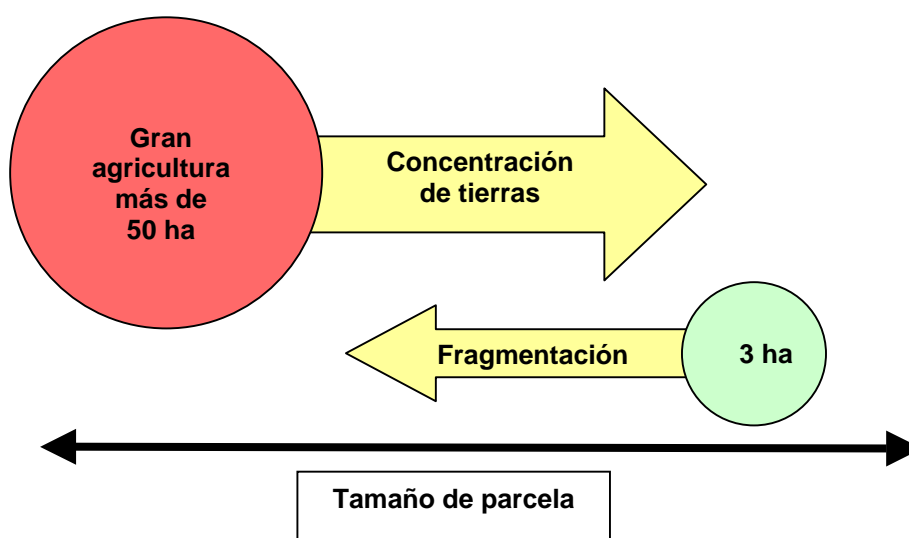 Gran
agricultura
más de
50 ha
Concentración
de tierras
Fragmentación
3 ha
Tamaño de parcela